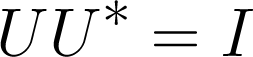 UU* = I